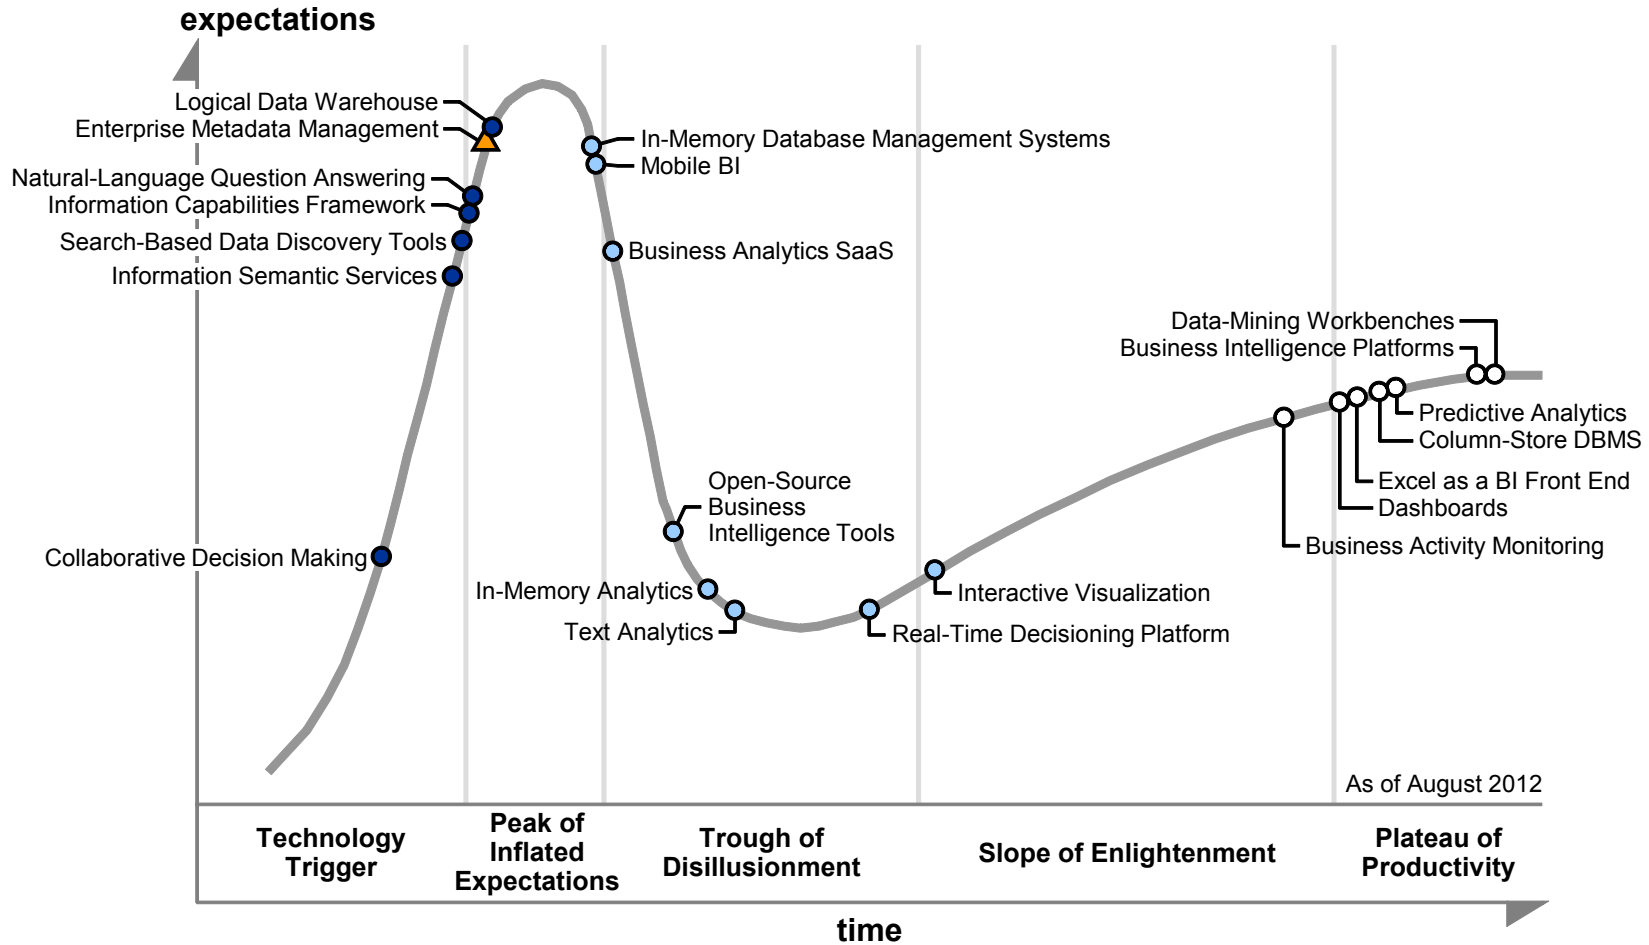 expectations
Logical Data Warehouse
Enterprise Metadata Management
Natural-Language Question Answering
Information Capabilities Framework
Search-Based Data Discovery Tools
Information Semantic Services
Collaborative Decision Making
In-Memory Database Management Systems
Mobile BI
Business Analytics SaaS
Open-Source
Business
Intelligence Tools
In-Memory Analytics
Text Analytics
Interactive Visualization
Real-Time Decisioning Platform
Data-Mining Workbenches
Business Intelligence Platforms
Predictive Analytics
Column-Store DBMS
Excel as a BI Front End
Dashboards
Business Activity Monitoring
As of August 2012
Technology
Trigger
Peak of
Inflated
Expectations
Trough of
Disillusionment
Slope of Enlightenment
Plateau of
Productivity
time